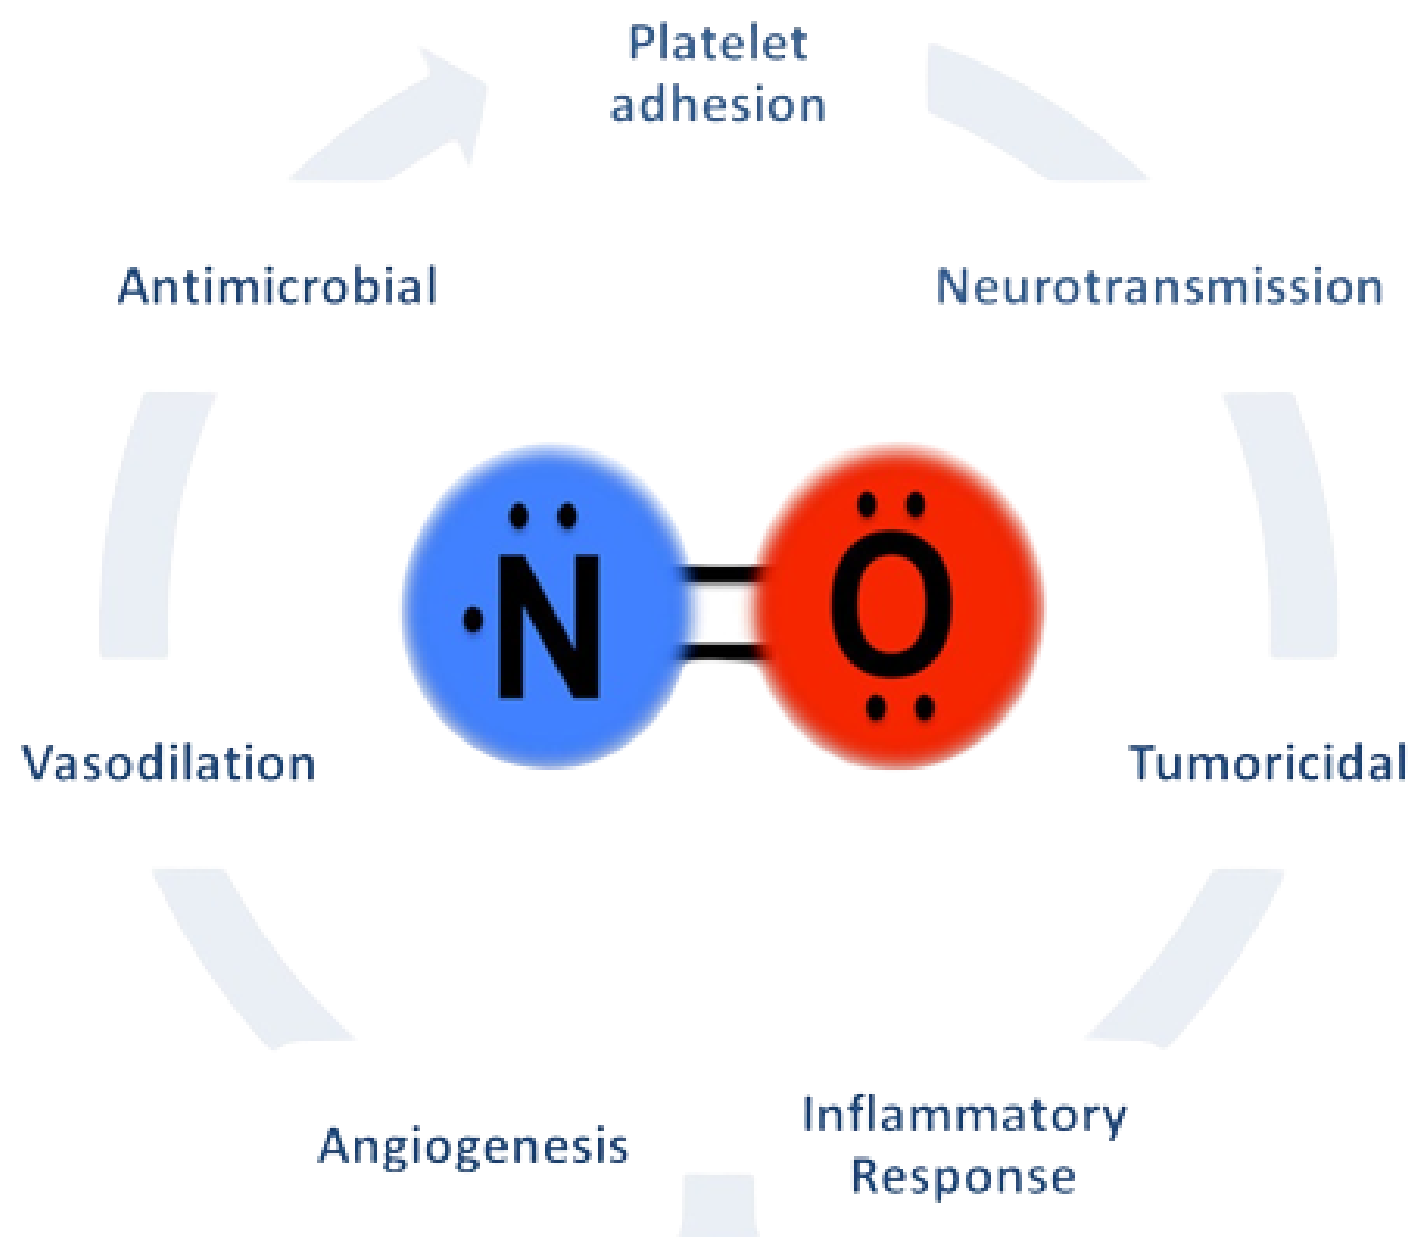 Platelet
adhesion
Antimicrobial
Neurotransmission
N
O
Vasodilation
Tumoricidal
Angiogenesis
Inflammatory
Response